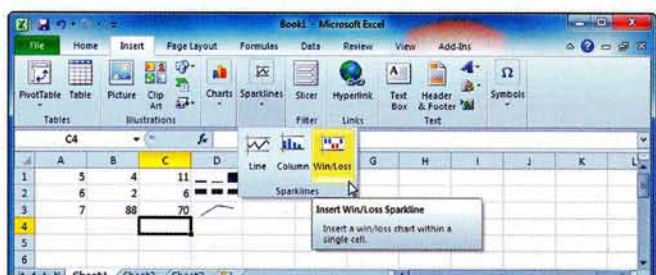 Book1 - Microsoft Excel
File Home Insert Page Layout Formulas Data Review View Add-Ins
PivotTable Table Picture Clip Art Charts Sparklines Slicer Hyperlink Text Box Header & Footer Symbols
Tables Illustrations Filter Links Text
C4 fx
Line Column Win/Loss
Sparklines
A B C D G H I J K L
1 5 4 11
2 6 2 6
3 7 88 70
4
5
6
Insert Win/Loss Sparkline
Insert a win/loss chart within a
single cell.
Sheet1 Sheet2 Sheet3